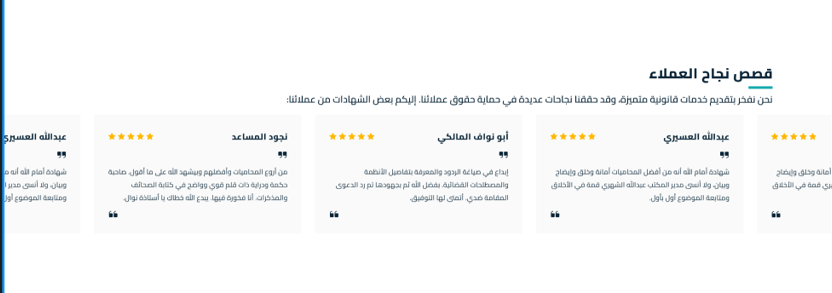 قصص نجاح العملاء
نحن نفخر بتقديم خدمات قانونية متميزة، وقد حققنا نجاحات عديدة في حماية حقوق عملائنا. إليكم بعض الشهادات من عملائنا:
أمانة وخلق وإيضاح
ري قمة في الأخلاق
عبدالله العسيري
شهادة أمام الله أنه من أفضل المحاميات أمانة وخلق وإيضاح
وبيان، ولا أنسى مدير المكتب عبدالله الشهري قمة في الأخلاق
ومتابعة الموضوع أول بأول.
أبو نواف المالكي
إبداع في صياغة الردود والمعرفة بتفاصيل الأنظمة
والمصطلحات القضائية. بفضل الله ثم بجهودها تم رد الدعوى
المقامة ضدي. أتمنى لها التوفيق.
نجود المساعد
من أروع المحاميات وأفضلهم ويشهد الله على ما أقول. صاحبة
حكمة ودراية ذات قلم قوي وواضح في كتابة الصحائف
والمذكرات. أنا فخورة فيها. يبدع الله خطاك يا أستاذة نوال.
عبدالله العسيري
شهادة أمام الله أنه م
وبيان، ولا أنسى مدير ا
ومتابعة الموضوع أول